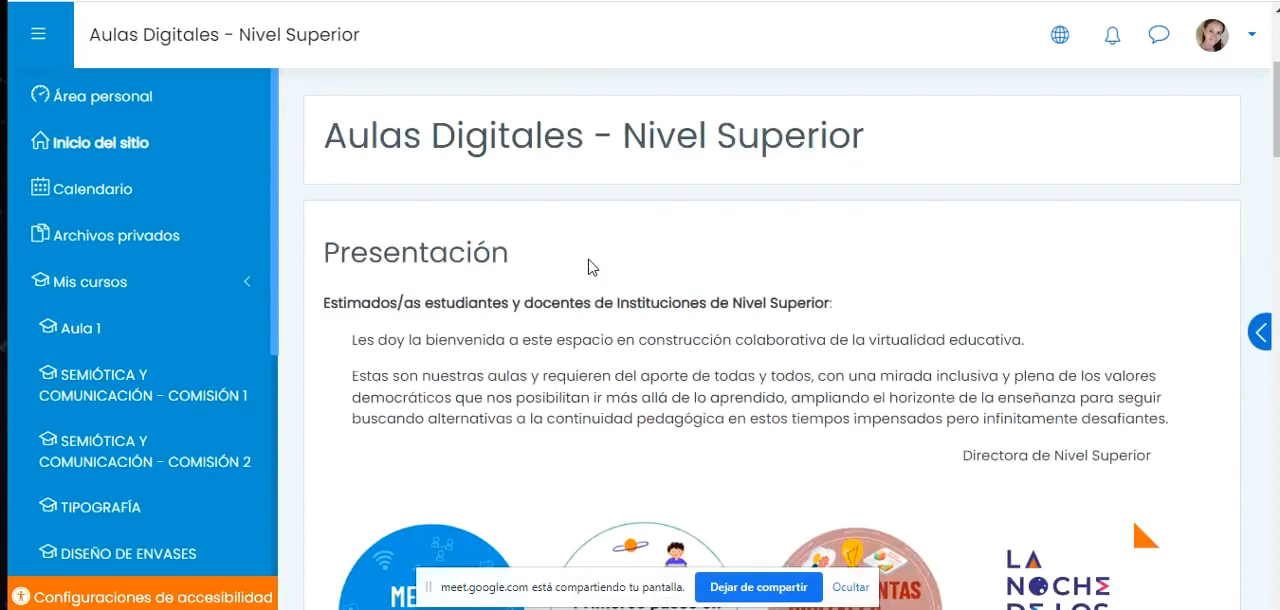 Aulas Digitales - Nivel Superior
Área personal
Inicio del sitio
Calendario
Archivos privados
Mis cursos
Aula 1
SEMIÓTICA Y
COMUNICACIÓN - COMISIÓN 1
SEMIÓTICA Y
COMUNICACIÓN - COMISIÓN 2
TIPOGRAFÍA
DISEÑO DE ENVASES
Configuraciones de accesibilidad
Aulas Digitales - Nivel Superior
Presentación
Estimados/as estudiantes y docentes de Instituciones de Nivel Superior:
Les doy la bienvenida a este espacio en construcción colaborativa de la virtualidad educativa.
Estas son nuestras aulas y requieren del aporte de todas y todos, con una mirada inclusiva y plena de los valores
democráticos que nos posibilitan ir más allá de lo aprendido, ampliando el horizonte de la enseñanza para seguir
buscando alternativas a la continuidad pedagógica en estos tiempos impensados pero infinitamente desafiantes.
Directora de Nivel Superior
LA
NOCHE
DE LOS
meet.google.com está compartiendo tu pantalla.
Dejar de compartir
Ocultar